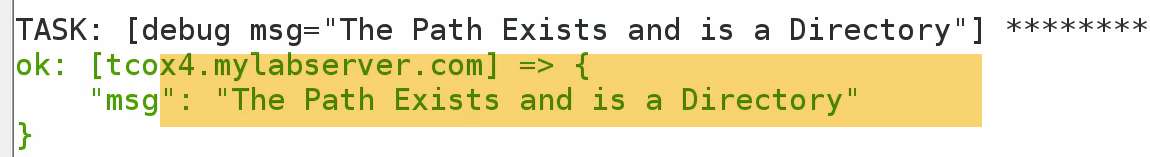 TASK: [debug msg="The Path Exists and is a Directory"] ********
ok: [tcox4.mylabserver.com] => {
    "msg": "The Path Exists and is a Directory"
}